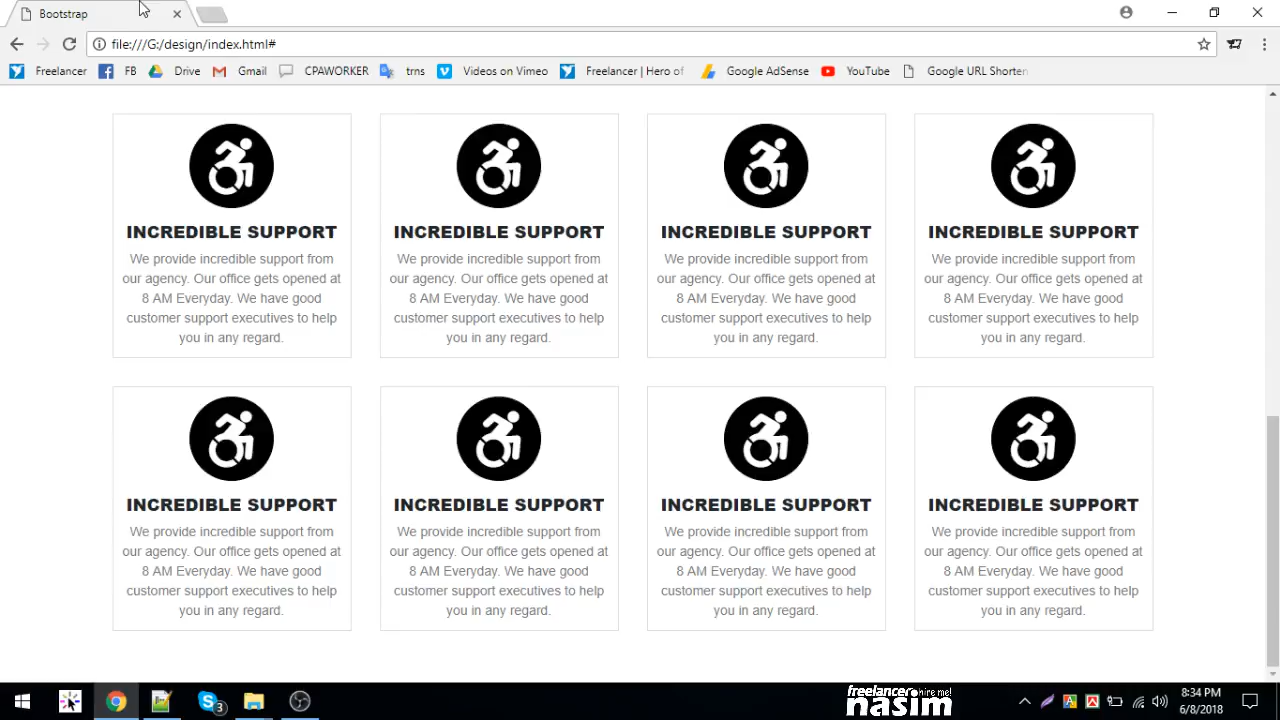 Bootstrap
file:///G:/design/index.html#
Freelancer FB Drive Gmail CPAWORKER trns Videos on Vimeo Freelancer | Hero of Google AdSense YouTube Google URL Shorten
INCREDIBLE SUPPORT INCREDIBLE SUPPORT INCREDIBLE SUPPORT INCREDIBLE SUPPORT
We provide incredible support from We provide incredible support from We provide incredible support from We provide incredible support from
our agency. Our office gets opened at our agency. Our office gets opened at our agency. Our office gets opened at our agency. Our office gets opened at
8 AM Everyday. We have good 8 AM Everyday. We have good 8 AM Everyday. We have good 8 AM Everyday. We have good
customer support executives to help customer support executives to help customer support executives to help customer support executives to help
you in any regard. you in any regard. you in any regard. you in any regard.
INCREDIBLE SUPPORT INCREDIBLE SUPPORT INCREDIBLE SUPPORT INCREDIBLE SUPPORT
We provide incredible support from We provide incredible support from We provide incredible support from We provide incredible support from
our agency. Our office gets opened at our agency. Our office gets opened at our agency. Our office gets opened at our agency. Our office gets opened at
8 AM Everyday. We have good 8 AM Everyday. We have good 8 AM Everyday. We have good 8 AM Everyday. We have good
customer support executives to help customer support executives to help customer support executives to help customer support executives to help
you in any regard. you in any regard. you in any regard. you in any regard.
3
freelancer hire me!
nasim
8:34 PM
6/8/2018